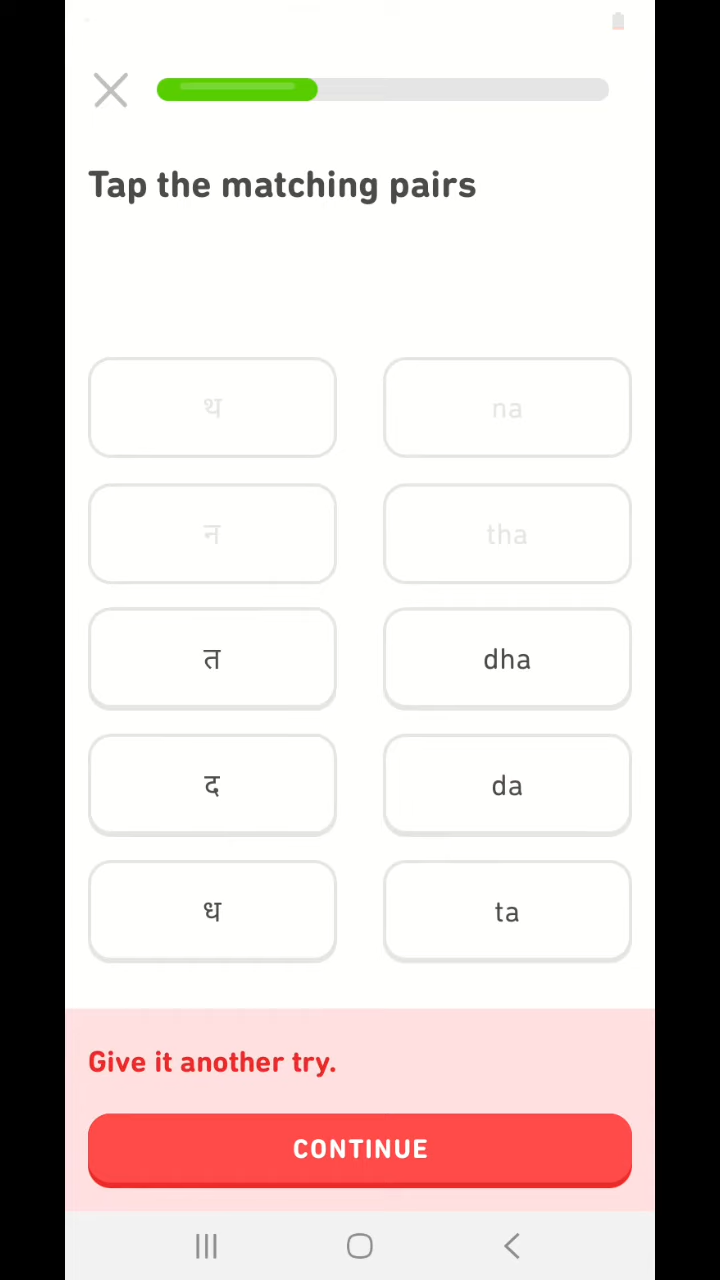 Tap the matching pairs
थ na
न tha
त dha
द da
ध ta
Give it another try.
CONTINUE